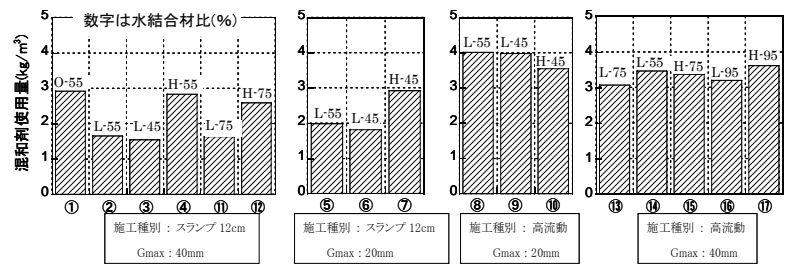 数字は水結合材比(%)
混和剤使用量(kg/m³)
5 4 3 2 1 0
O-55 L-55 L-45 H-55 L-75 H-75
① ② ③ ④ ⑪ ⑫
施工種別 : スランプ 12cm
Gmax : 40mm
5 4 3 2 1 0
L-55 L-45 H-45
⑤ ⑥ ⑦
施工種別 : スランプ 12cm
Gmax : 20mm
5 4 3 2 1 0
L-55 L-45 H-45
⑧ ⑨ ⑩
施工種別 : 高流動
Gmax : 20mm
5 4 3 2 1 0
L-75 L-55 H-75 L-95 H-95
⑬ ⑭ ⑮ ⑯ ⑰
施工種別 : 高流動
Gmax : 40mm